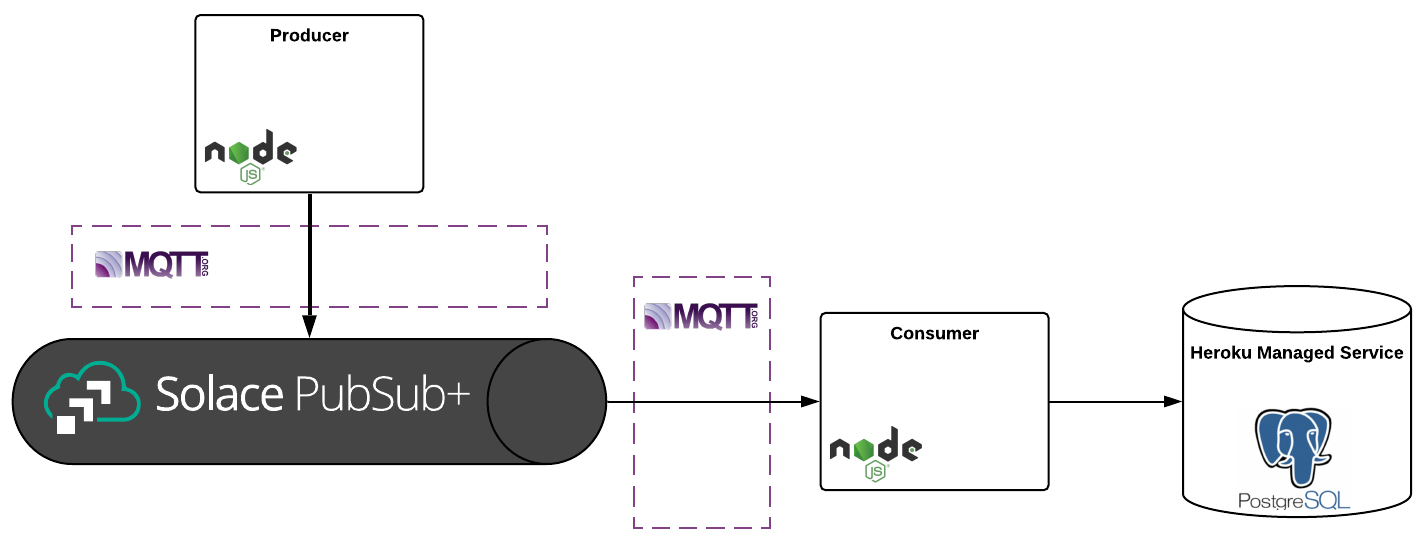 Producer
node
JS
MQTT.ORG
MQTT.ORG
Solace PubSub+
Consumer
node
JS
Heroku Managed Service
PostgreSQL